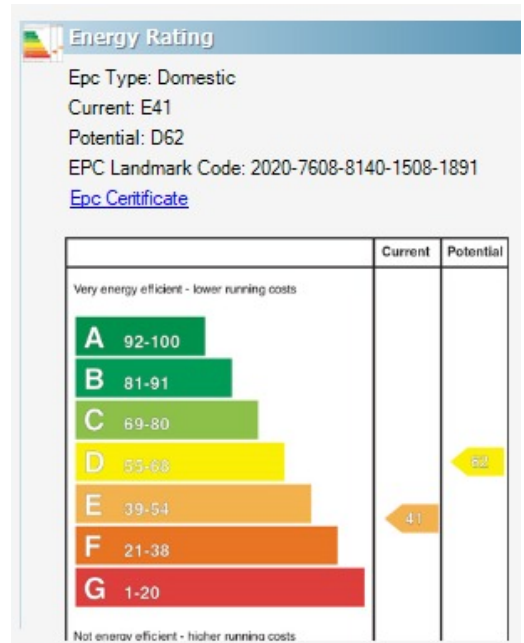 Energy Rating
Epc Type: Domestic
Current: E41
Potential: D62
EPC Landmark Code: 2020-7608-8140-1508-1891
Epc Ceritificate
Current Potential
Very energy efficient - lower running costs
A 92-100
B 81-91
C 69-80
D 55-68
62
E 39-54
41
F 21-38
G 1-20
Not energy efficient - higher running costs